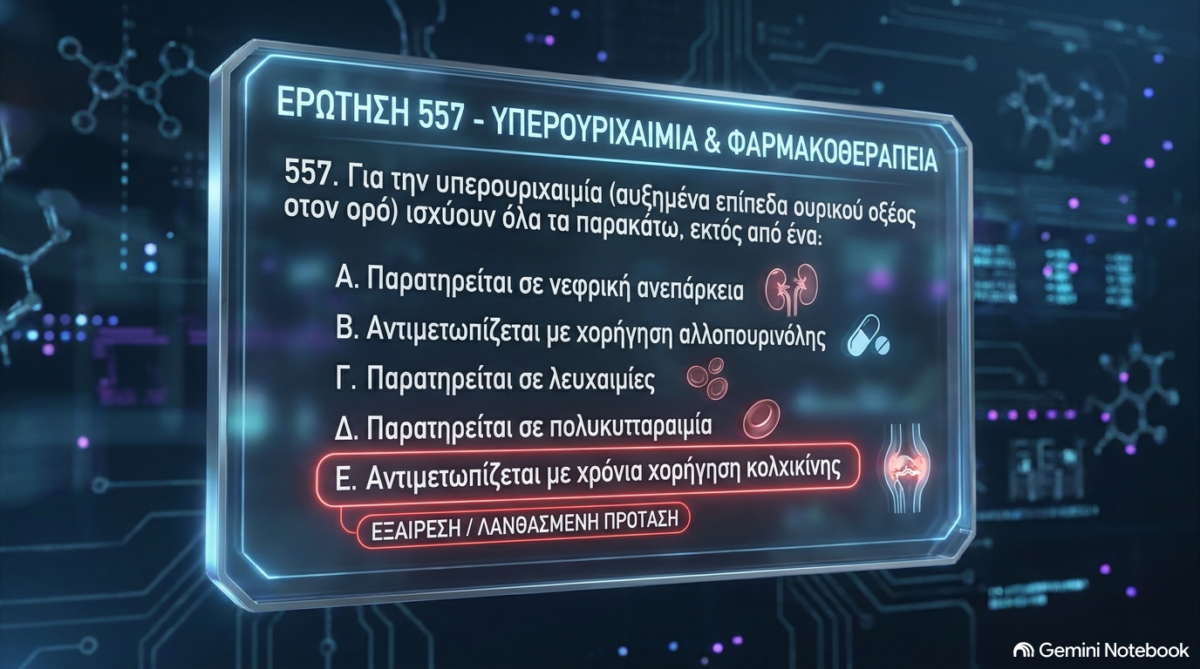 ΕΡΩΤΗΣΗ 557 - ΥΠΕΡΟΥΡΙΧΑΙΜΙΑ & ΦΑΡΜΑΚΟΘΕΡΑΠΕΙΑ
557. Για την υπερουριχαιμία (αυξημένα επίπεδα ουρικού οξέος
οτον ορό) ισχύουν όλα τα παρακάτω, εκτός από ένα:
Α. Παρατηρείται σε νεφρική ανεπάρκεια
Β. Αντιμετωπίζεται με χορήγηση αλλοπουρινόλης
Γ. Παρατηρείται σε λευχαιμίες
Δ. Παρατηρείται σε πολυκυτταραιμία
Ε. Αντιμετωπίζεται με χρόνια χορήγηση κολχικίνης
ΕΞΑΙΡΕΣΗ / ΛΑΝΘΑΣΜΕΝΗ ΠΡΟΤΑΣΗ
Gemini Notebook